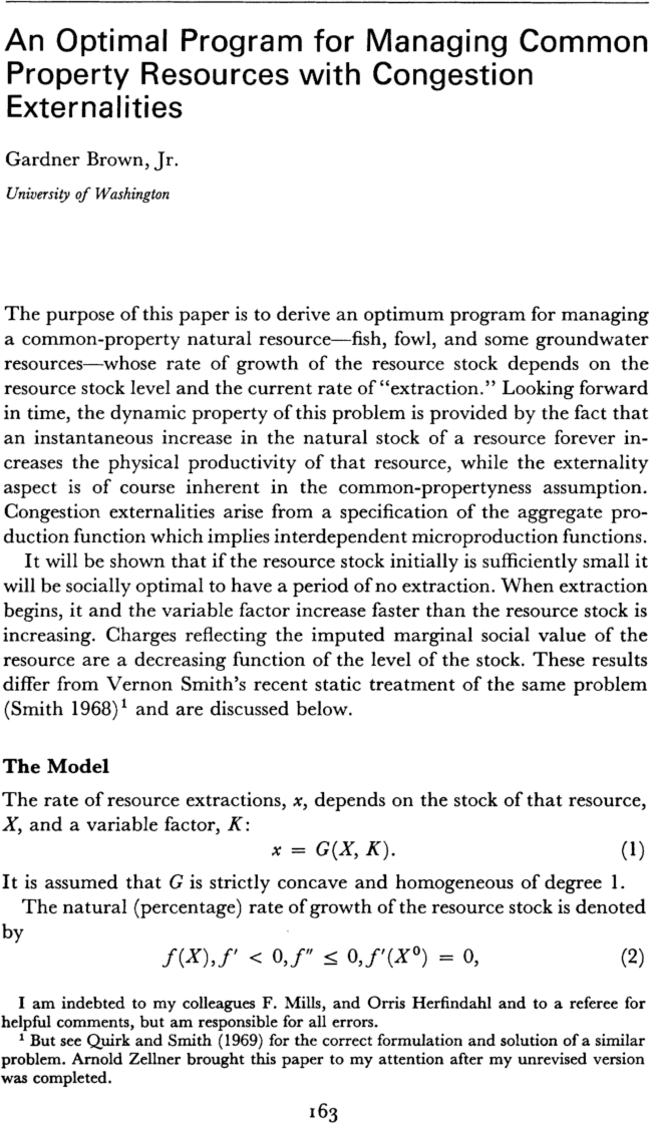 An Optimal Program for Managing Common
Property Resources with Congestion
Externalities
Gardner Brown, Jr.
University of Washington
The purpose of this paper is to derive an optimum program for managing
a common-property natural resource—fish, fowl, and some groundwater
resources—whose rate of growth of the resource stock depends on the
resource stock level and the current rate of “extraction.” Looking forward
in time, the dynamic property of this problem is provided by the fact that
an instantaneous increase in the natural stock of a resource forever in-
creases the physical productivity of that resource, while the externality
aspect is of course inherent in the common-propertyness assumption.
Congestion externalities arise from a specification of the aggregate pro-
duction function which implies interdependent microproduction functions.
It will be shown that if the resource stock initially is sufficiently small it
will be socially optimal to have a period of no extraction. When extraction
begins, it and the variable factor increase faster than the resource stock is
increasing. Charges reflecting the imputed marginal social value of the
resource are a decreasing function of the level of the stock. These results
differ from Vernon Smith’s recent static treatment of the same problem
(Smith 1968)¹ and are discussed below.
The Model
The rate of resource extractions, x, depends on the stock of that resource,
X, and a variable factor, K:
x = G(X, K). (1)
It is assumed that G is strictly concave and homogeneous of degree 1.
The natural (percentage) rate of growth of the resource stock is denoted
by
f(X), f′ < 0, f″ ≤ 0, f′(X⁰) = 0, (2)
I am indebted to my colleagues F. Mills, and Orris Herfindahl and to a referee for
helpful comments, but am responsible for all errors.
¹ But see Quirk and Smith (1969) for the correct formulation and solution of a similar
problem. Arnold Zellner brought this paper to my attention after my unrevised version
was completed.
163